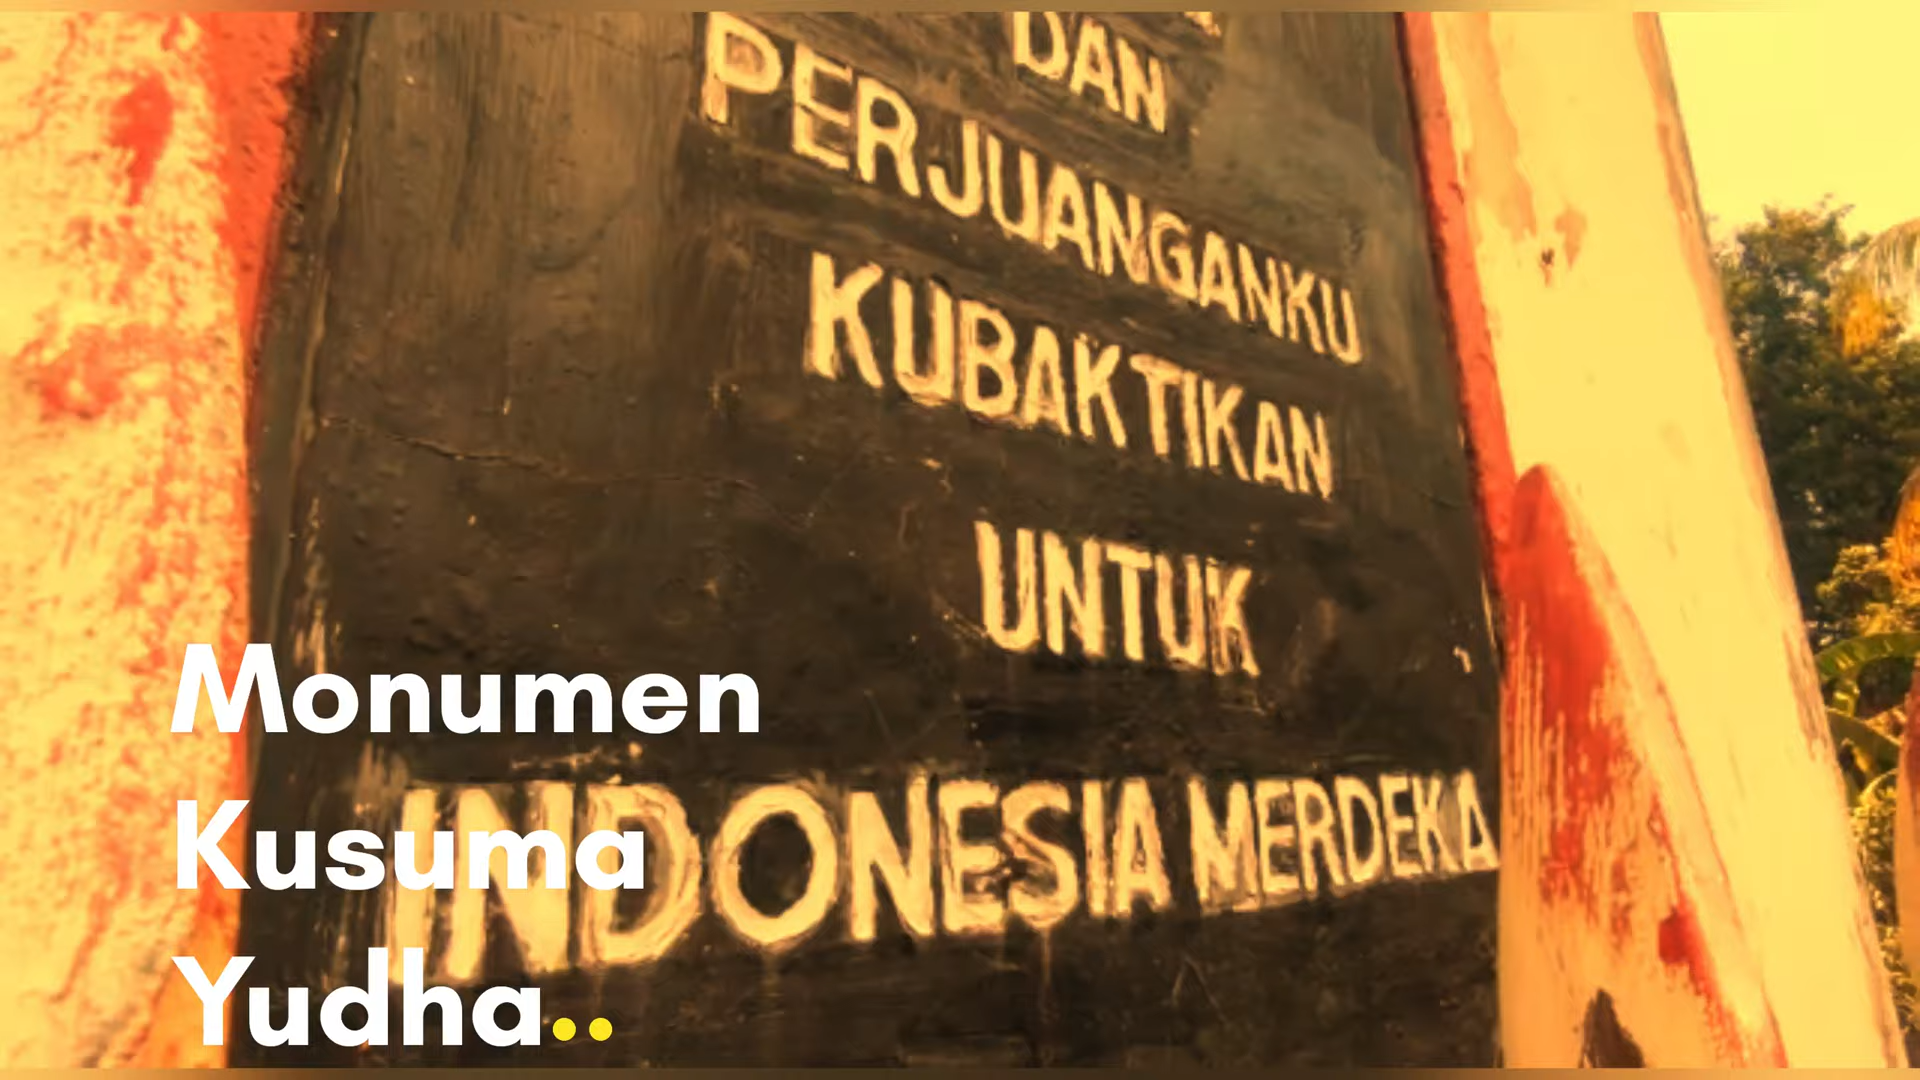 DAN
PERJUANGANKU
KUBAKTIKAN
UNTUK
INDONESIA MERDEKA
Monumen
Kusuma
Yudha..